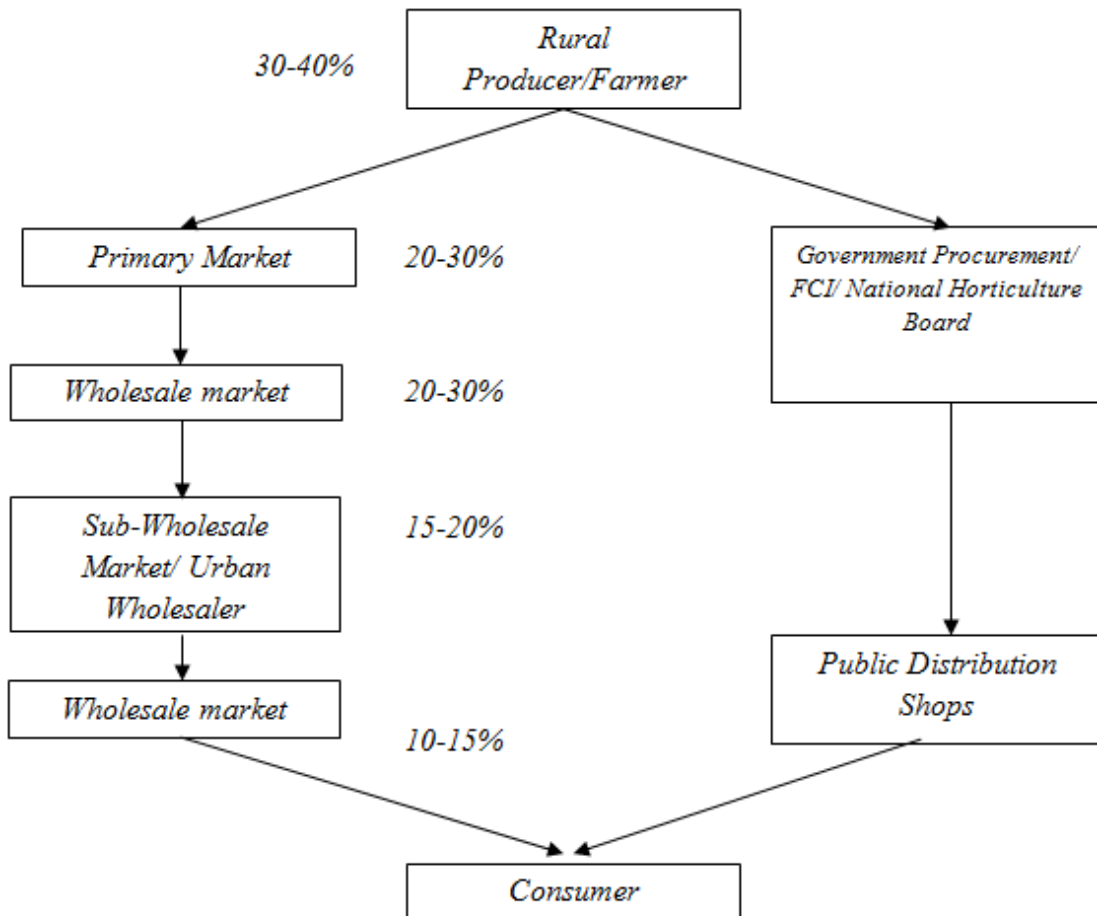 Rural
Producer/Farmer
30-40%
Primary Market
20-30%
Government Procurement/
FCI/ National Horticulture
Board
Wholesale market
20-30%
Sub-Wholesale
Market/ Urban
Wholesaler
15-20%
Public Distribution
Shops
Wholesale market
10-15%
Consumer